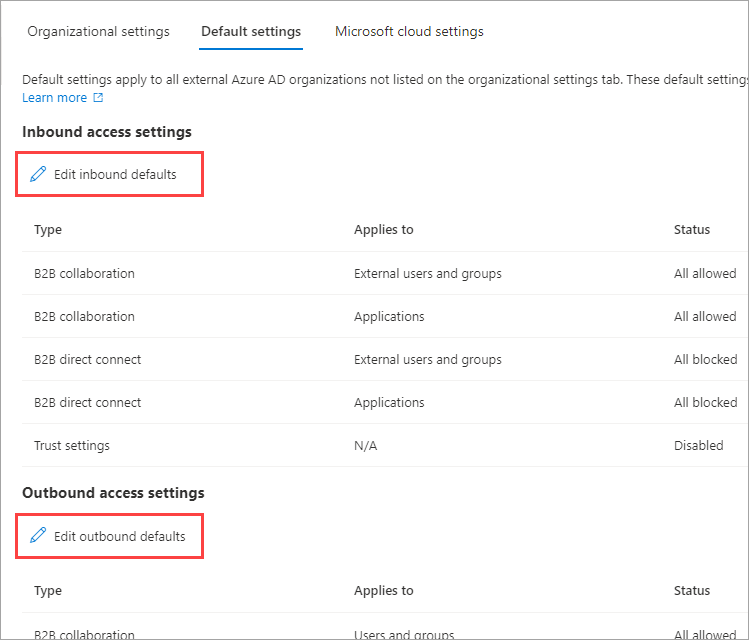 Organizational settings Default settings Microsoft cloud settings
Default settings apply to all external Azure AD organizations not listed on the organizational settings tab. These default settings
Learn more
Inbound access settings
Edit inbound defaults
Type Applies to Status
B2B collaboration External users and groups All allowed
B2B collaboration Applications All allowed
B2B direct connect External users and groups All blocked
B2B direct connect Applications All blocked
Trust settings N/A Disabled
Outbound access settings
Edit outbound defaults
Type Applies to Status
B2B collaboration Users and groups All allowed